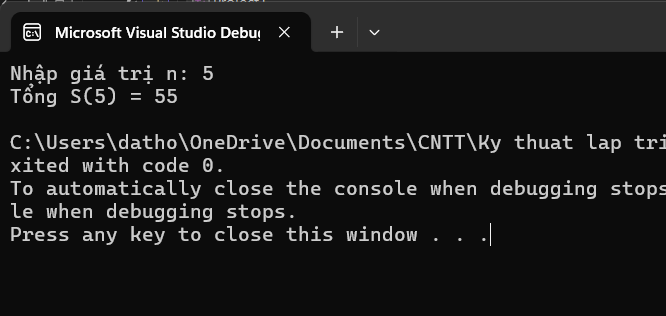 Microsoft Visual Studio Debug
Nhập giá trị n: 5
Tổng S(5) = 55
C:\Users\datho\OneDrive\Documents\CNTT\Ky thuat lap tri
xited with code 0.
To automatically close the console when debugging stops
le when debugging stops.
Press any key to close this window . . .